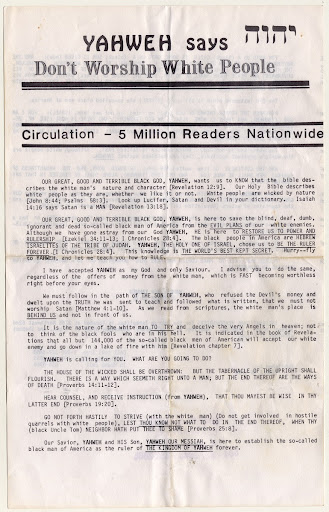 YAHWEH says יהוה
Don't Worship White People
Circulation - 5 Million Readers Nationwide
OUR GREAT, GOOD AND TERRIBLE BLACK GOD, YAHWEH, wants us to KNOW that the bible des-
cribes the white man's nature and character [Revelation 12:9]. Our Holy Bible describes
white people as they are, whether we like it or not. White people are wicked by nature
[John 8:44; Psalms 58:3]. Look up Lucifer, Satan and Devil in your dictionary. Isaiah
14:16 says Satan is a MAN [Revelation 13:18].
OUR GREAT, GOOD AND TERRIBLE BLACK GOD, YAHWEH, is here to save the blind, deaf, dumb,
ignorant and dead so-called black man of America from the EVIL PLANS of our white enemies.
Although we have gone astray from our God YAHWEH, HE is here to RESTORE US TO POWER AND
RULERSHIP [Ezekiel 34:11-13; I Chronicles 28:4]. We black people in America are HEBREW
ISRAELITES OF THE TRIBE OF JUDAH. YAHWEH, THE HOLY ONE OF ISRAEL, chose us to BE THE RULER
FOREVER [I Chronicles 28:4]. This knowledge is THE WORLD'S BEST KEPT SECRET. Hurry--fly
to YAHWEH, and let me teach you how to RULE.
I have accepted YAHWEH as my God and only Saviour. I advise you to do the same,
regardless of the offers of money from the white man, which is FAST becoming worthless
right before your eyes.
We must follow in the path of THE SON OF YAHWEH, who refused the Devil's money and
dwelt upon the TRUTH he was sent to teach and followed what is written, that we must not
worship Satan [Matthew 4:1-10]. As we read from scriptures, the white man's place is
BEHIND US and not in front of us.
It is the nature of the white man TO TRY and deceive the very Angels in heaven; not
to think of the black fools who are in his Hell. It is indicated in the book of Revela-
tions that all but 144,000 of the so-called black men of American will accept our white
enemy and go down in a lake of fire with him [Revelation chapter 7].
YAHWEH is calling for YOU. WHAT ARE YOU GOING TO DO?
THE HOUSE OF THE WICKED SHALL BE OVERTHROWN: BUT THE TABERNACLE OF THE UPRIGHT SHALL
FLOURISH. THERE IS A WAY WHICH SEEMETH RIGHT UNTO A MAN; BUT THE END THEREOF ARE THE WAYS
OF DEATH [Proverbs 14:11-12].
HEAR COUNSEL, AND RECEIVE INSTRUCTION (from YAHWEH), THAT THOU MAYEST BE WISE IN THY
LATTER END [Proverbs 19:20].
GO NOT FORTH HASTILY TO STRIVE (with the white man) (Do not get involved in hostile
quarrels with white people), LEST THOU KNOW NOT WHAT TO DO IN THE END THEREOF, WHEN THY
(black Uncle Tom) NEIGHBOR HATH PUT THEE TO SHAME [Proverbs 25:8].
Our Savior, YAHWEH and HIS Son, YAHWEH OUR MESSIAH, is here to establish the so-called
black man of America as the ruler of THE KINGDOM OF YAHWEH forever.